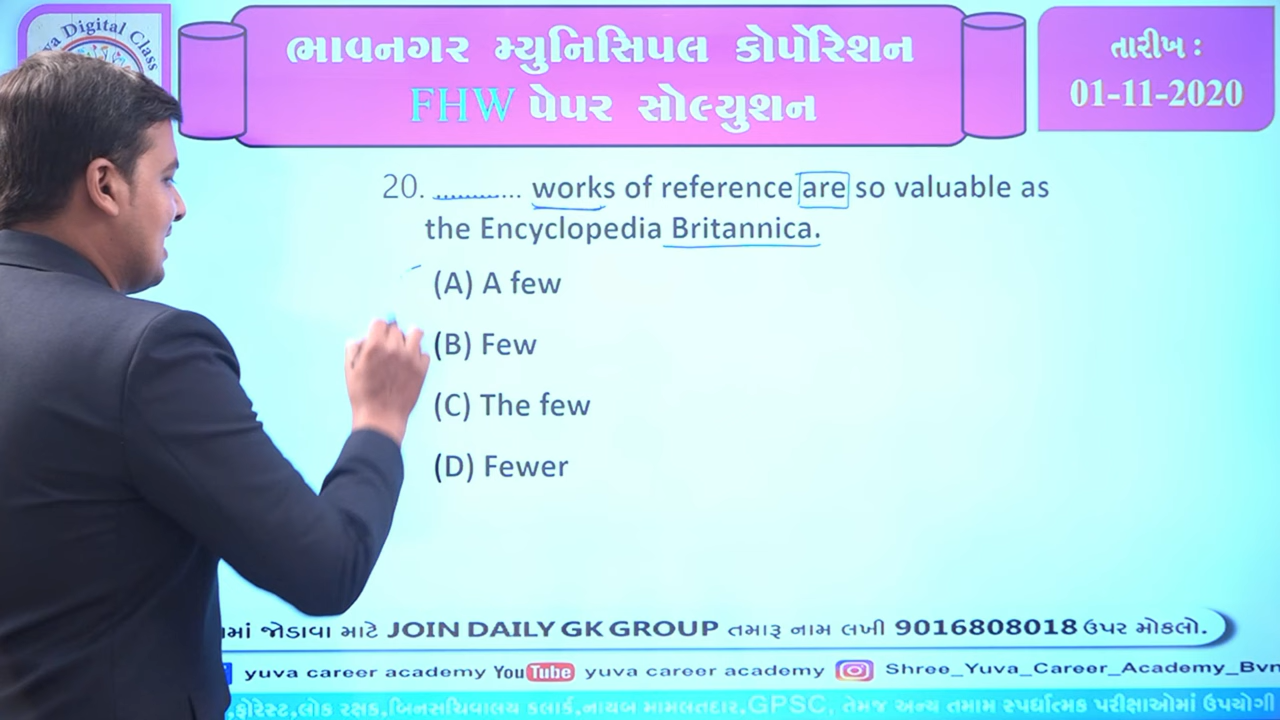 va Digital Class
ભાવનગર મ્યુનિસિપલ કોર્પોરેશન
FHW પેપર સોલ્યુશન
તારીખ :
01-11-2020
20. ............ works of reference are so valuable as
the Encyclopedia Britannica.
(A) A few
(B) Few
(C) The few
(D) Fewer
માં જોડાવા માટે JOIN DAILY GK GROUP તમારૂ નામ લખી 9016808018 ઉપર મોકલો.
yuva career academy YouTube yuva career academy Shree_Yuva_Career_Academy_Bvn
,ફોરેસ્ટ,લોક રક્ષક,બિનસચિવાલય કલાર્ક,નાયબ મામલતદાર,GPSC, તેમજ અન્ય તમામ સ્પર્ધાત્મક પરીક્ષાઓમાં ઉપયોગી